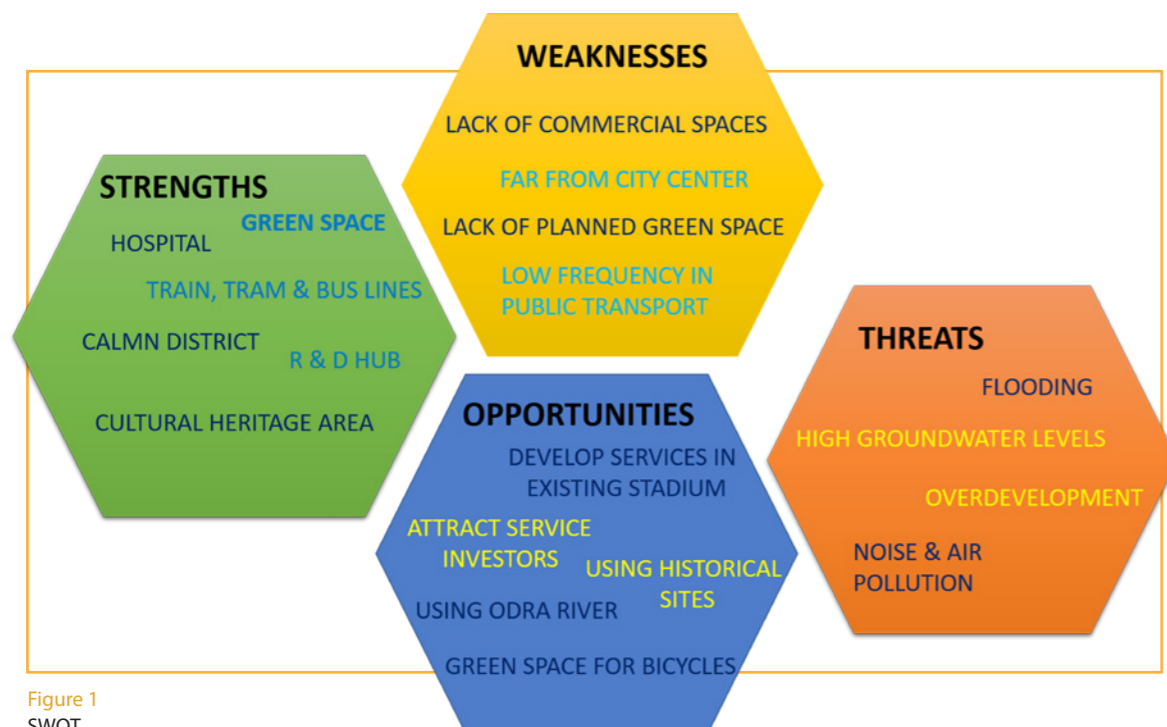 STRENGTHS
GREEN SPACE
HOSPITAL
TRAIN, TRAM & BUS LINES
CALMN DISTRICT
R & D HUB
CULTURAL HERITAGE AREA
WEAKNESSES
LACK OF COMMERCIAL SPACES
FAR FROM CITY CENTER
LACK OF PLANNED GREEN SPACE
LOW FREQUENCY IN
PUBLIC TRANSPORT
OPPORTUNITIES
DEVELOP SERVICES IN
EXISTING STADIUM
ATTRACT SERVICE
INVESTORS
USING HISTORICAL
SITES
USING ODRA RIVER
GREEN SPACE FOR BICYCLES
THREATS
FLOODING
HIGH GROUNDWATER LEVELS
OVERDEVELOPMENT
NOISE & AIR
POLLUTION
Figure 1
SWOT